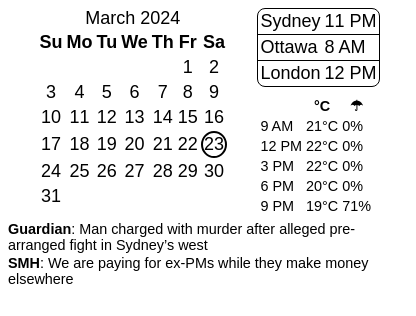 March 2024
Su Mo Tu We Th Fr Sa
1 2
3 4 5 6 7 8 9
10 11 12 13 14 15 16
17 18 19 20 21 22 23
24 25 26 27 28 29 30
31
Sydney 11 PM
Ottawa 8 AM
London 12 PM
°C ☂
9 AM 21°C 0%
12 PM 22°C 0%
3 PM 22°C 0%
6 PM 20°C 0%
9 PM 19°C 71%
Guardian: Man charged with murder after alleged pre-
arranged fight in Sydney’s west
SMH: We are paying for ex-PMs while they make money
elsewhere